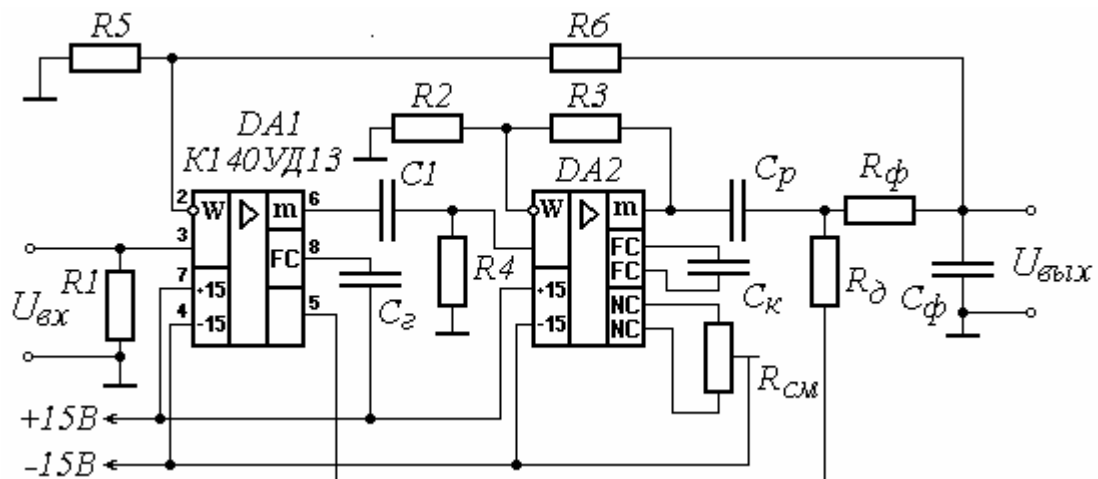 R5
R6
R2
R3
DA1
К140УД13
C1
DA2
Cр
Rф
2
W
m
6
W
m
3
FC
8
FC
FC
R1
7
+15
R4
+15
Rд
Uвых
Uвх
4
-15
5
Cг
-15
NC
NC
Cк
Cф
Rсм
+15В
-15В